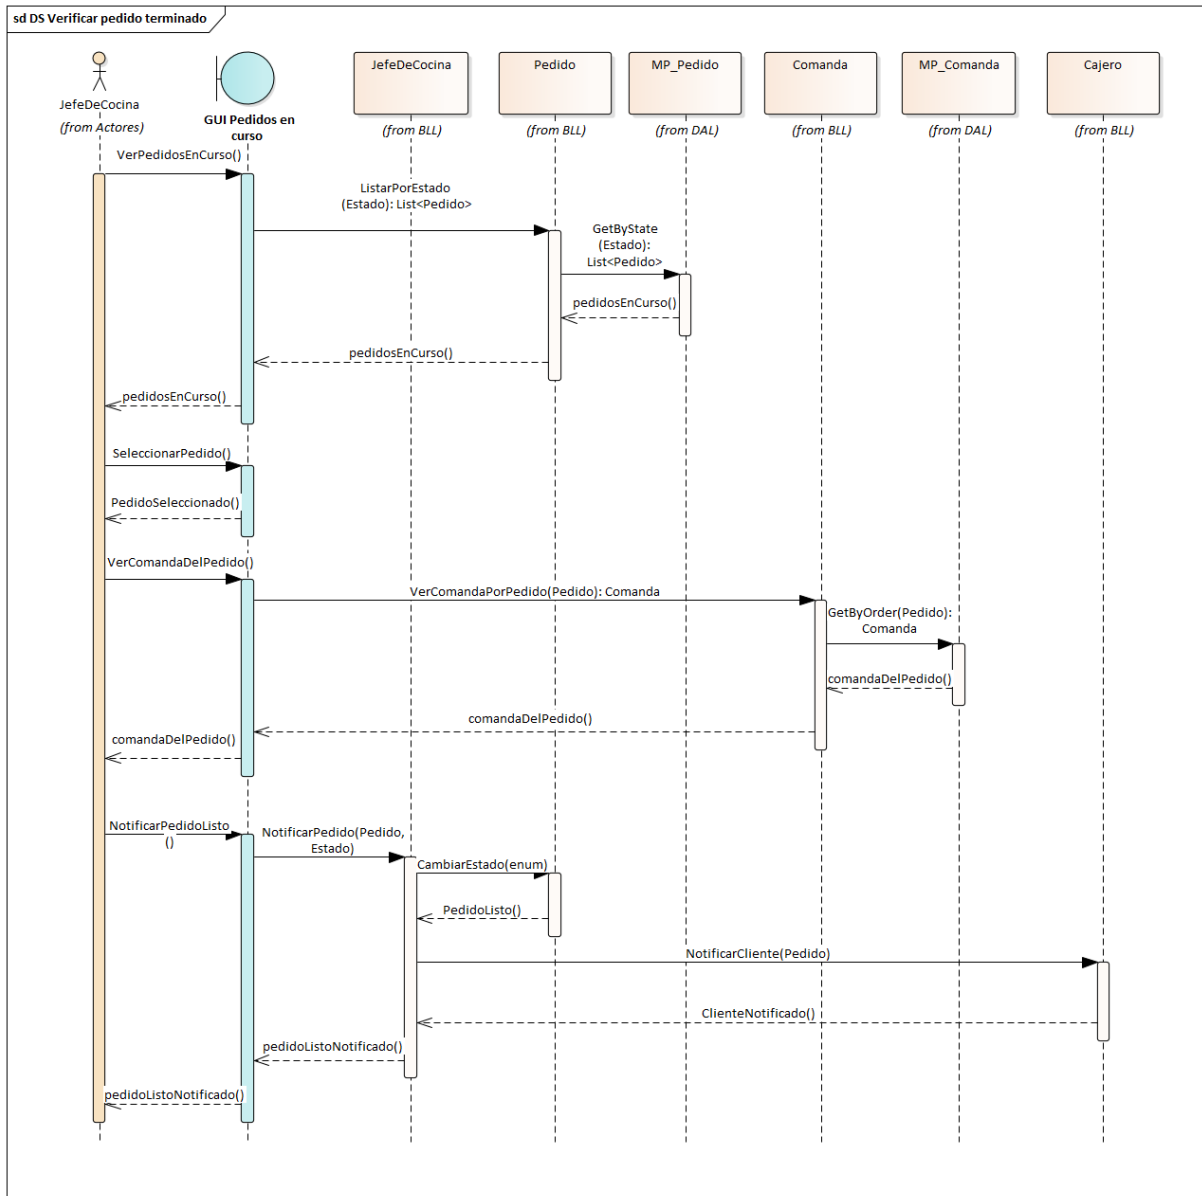 sd DS Verificar pedido terminado
JefeDeCocina
(from Actores)
GUI Pedidos en
curso
JefeDeCocina
(from BLL)
Pedido
(from BLL)
MP_Pedido
(from DAL)
Comanda
(from BLL)
MP_Comanda
(from DAL)
Cajero
(from BLL)
VerPedidosEnCurso()
ListarPorEstado
(Estado): List<Pedido>
GetByState
(Estado):
List<Pedido>
pedidosEnCurso()
pedidosEnCurso()
pedidosEnCurso()
SeleccionarPedido()
PedidoSeleccionado()
VerComandaDelPedido()
VerComandaPorPedido(Pedido): Comanda
GetByOrder(Pedido):
Comanda
comandaDelPedido()
comandaDelPedido()
comandaDelPedido()
NotificarPedidoListo
()
NotificarPedido(Pedido,
Estado)
CambiarEstado(enum)
PedidoListo()
NotificarCliente(Pedido)
ClienteNotificado()
pedidoListoNotificado()
pedidoListoNotificado()